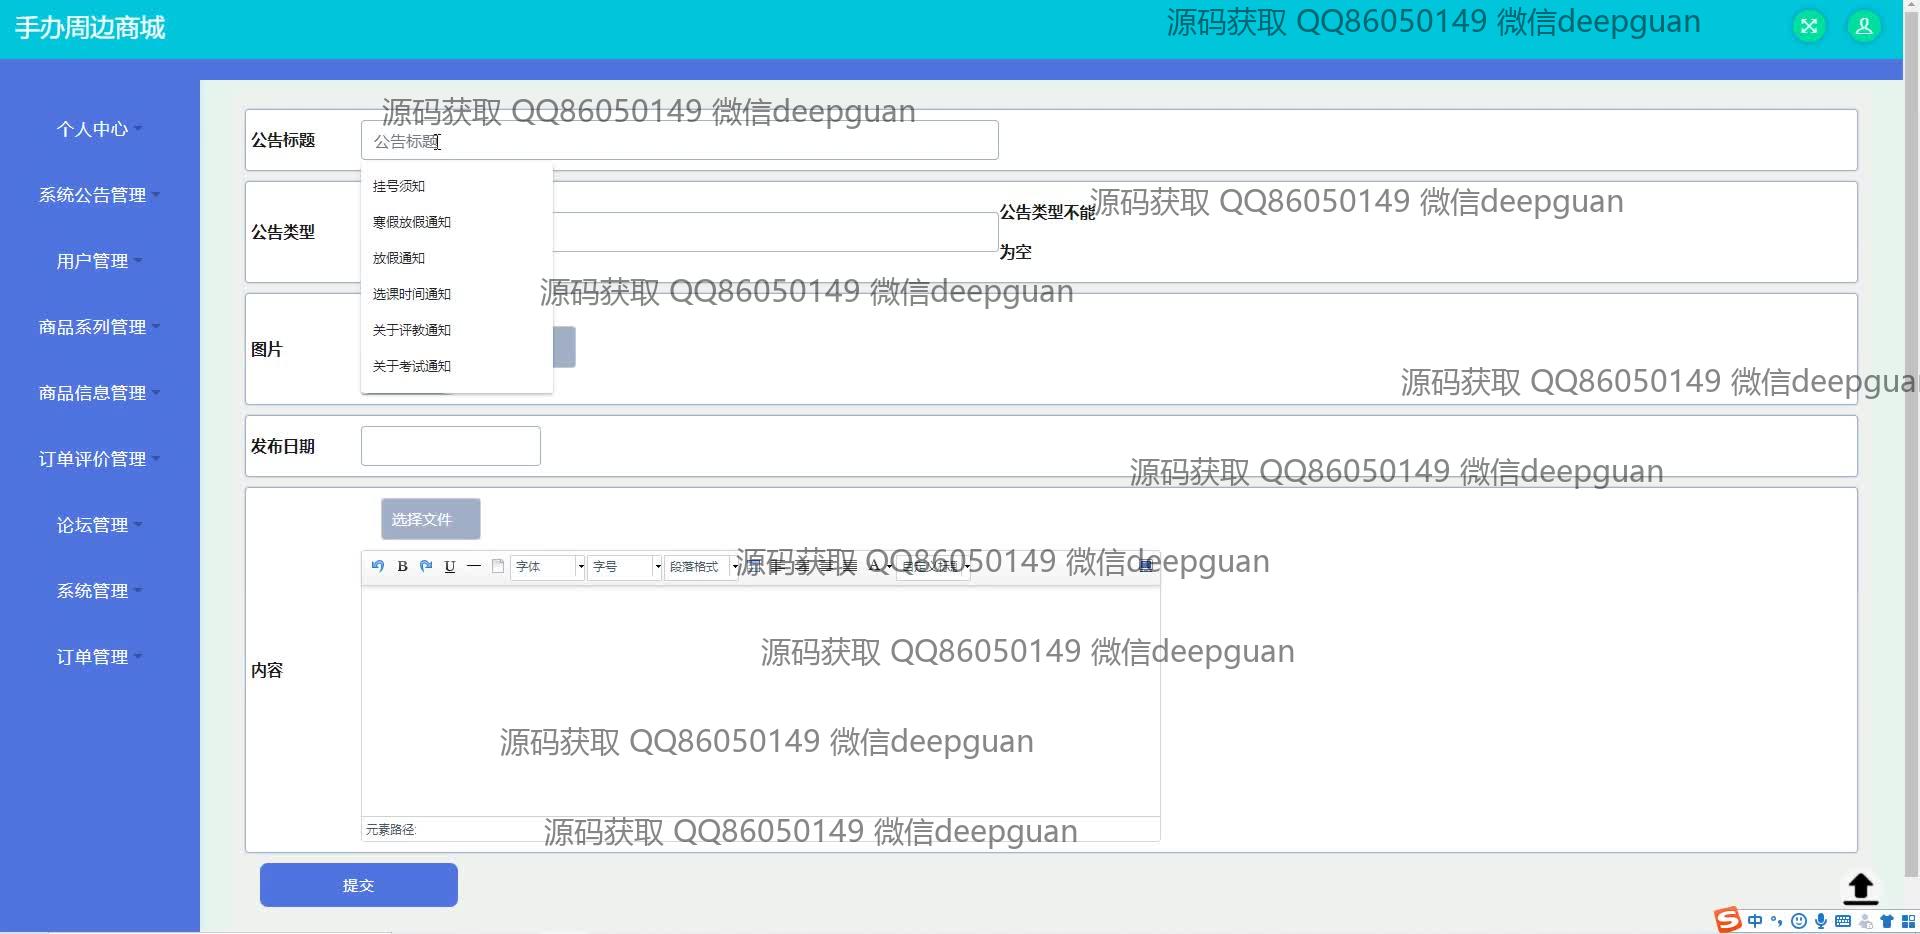 手办周边商城
源码获取 QQ86050149 微信deepguan
个人中心
系统公告管理
用户管理
商品系列管理
商品信息管理
订单评价管理
论坛管理
系统管理
订单管理
源码获取 QQ86050149 微信deepguan
公告标题
公告标题
挂号须知
寒假放假通知
放假通知
选课时间通知
关于评教通知
关于考试通知
公告类型
公告类型不能
为空
源码获取 QQ86050149 微信deepguan
源码获取 QQ86050149 微信deepguan
图片
源码获取 QQ86050149 微信deepgua
发布日期
源码获取 QQ86050149 微信deepguan
选择文件
B U 字体 字号 段落格式 A 自定义标题
源码获取 QQ86050149 微信deepguan
内容
源码获取 QQ86050149 微信deepguan
源码获取 QQ86050149 微信deepguan
元素路径:
源码获取 QQ86050149 微信deepguan
提交
S 中